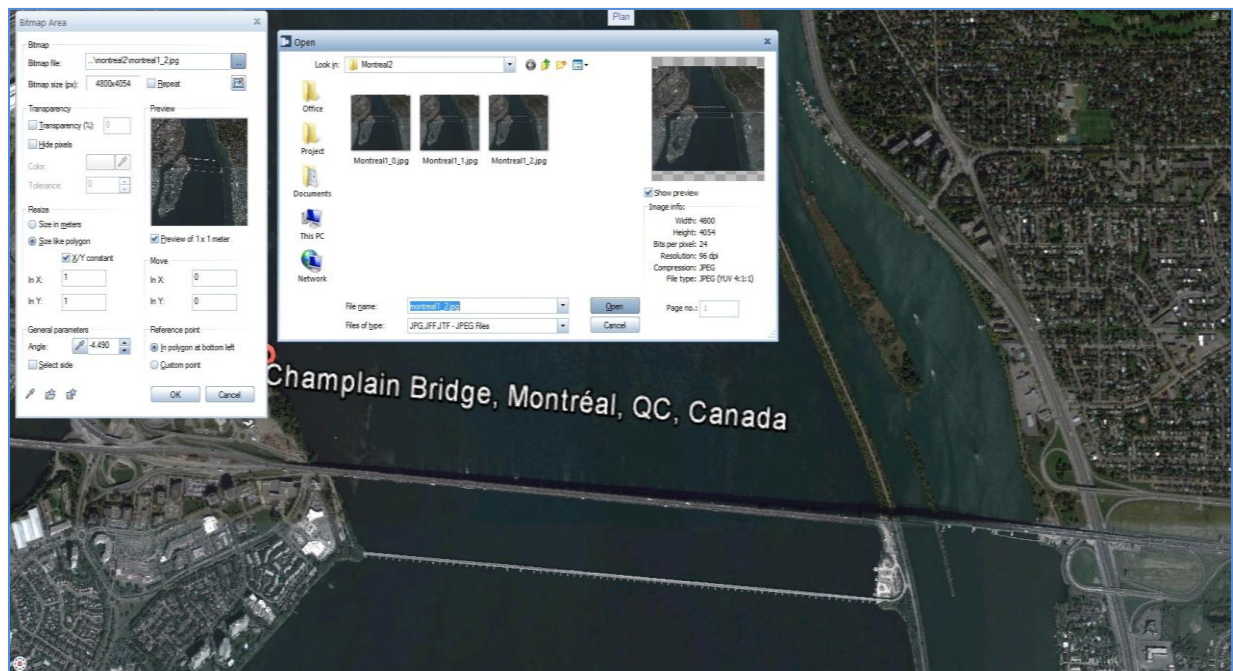 Plan
Bitmap Area
Bitmap
Bitmap file: ...\montreal2\montreal1_2.jpg ...
Bitmap size (px): 4800x4054 Repeat
Transparency
Transparency (%): 0
Hide pixels
Color:
Tolerance: 0
Preview
Resize
Size in meters
Size like polygon
Preview of 1 x 1 meter
X/Y constant
In X: 1
In Y: 1
Move
In X: 0
In Y: 0
General parameters
Angle: -4.490
Select side
Reference point
In polygon at bottom left
Custom point
OK Cancel
Open
Look in: Montreal2
Office
Project
Documents
This PC
Network
Montreal1_0.jpg Montreal1_1.jpg Montreal1_2.jpg
Show preview
Image info:
Width: 4800
Height: 4054
Bits per pixel: 24
Resolution: 96 dpi
Compression: JPEG
File type: JPEG (YUV 4:1:1)
File name: montreal1_2.jpg Open
Page no.: 1
Files of type: JPG,JFF,JTF - JPEG Files Cancel
Champlain Bridge, Montréal, QC, Canada